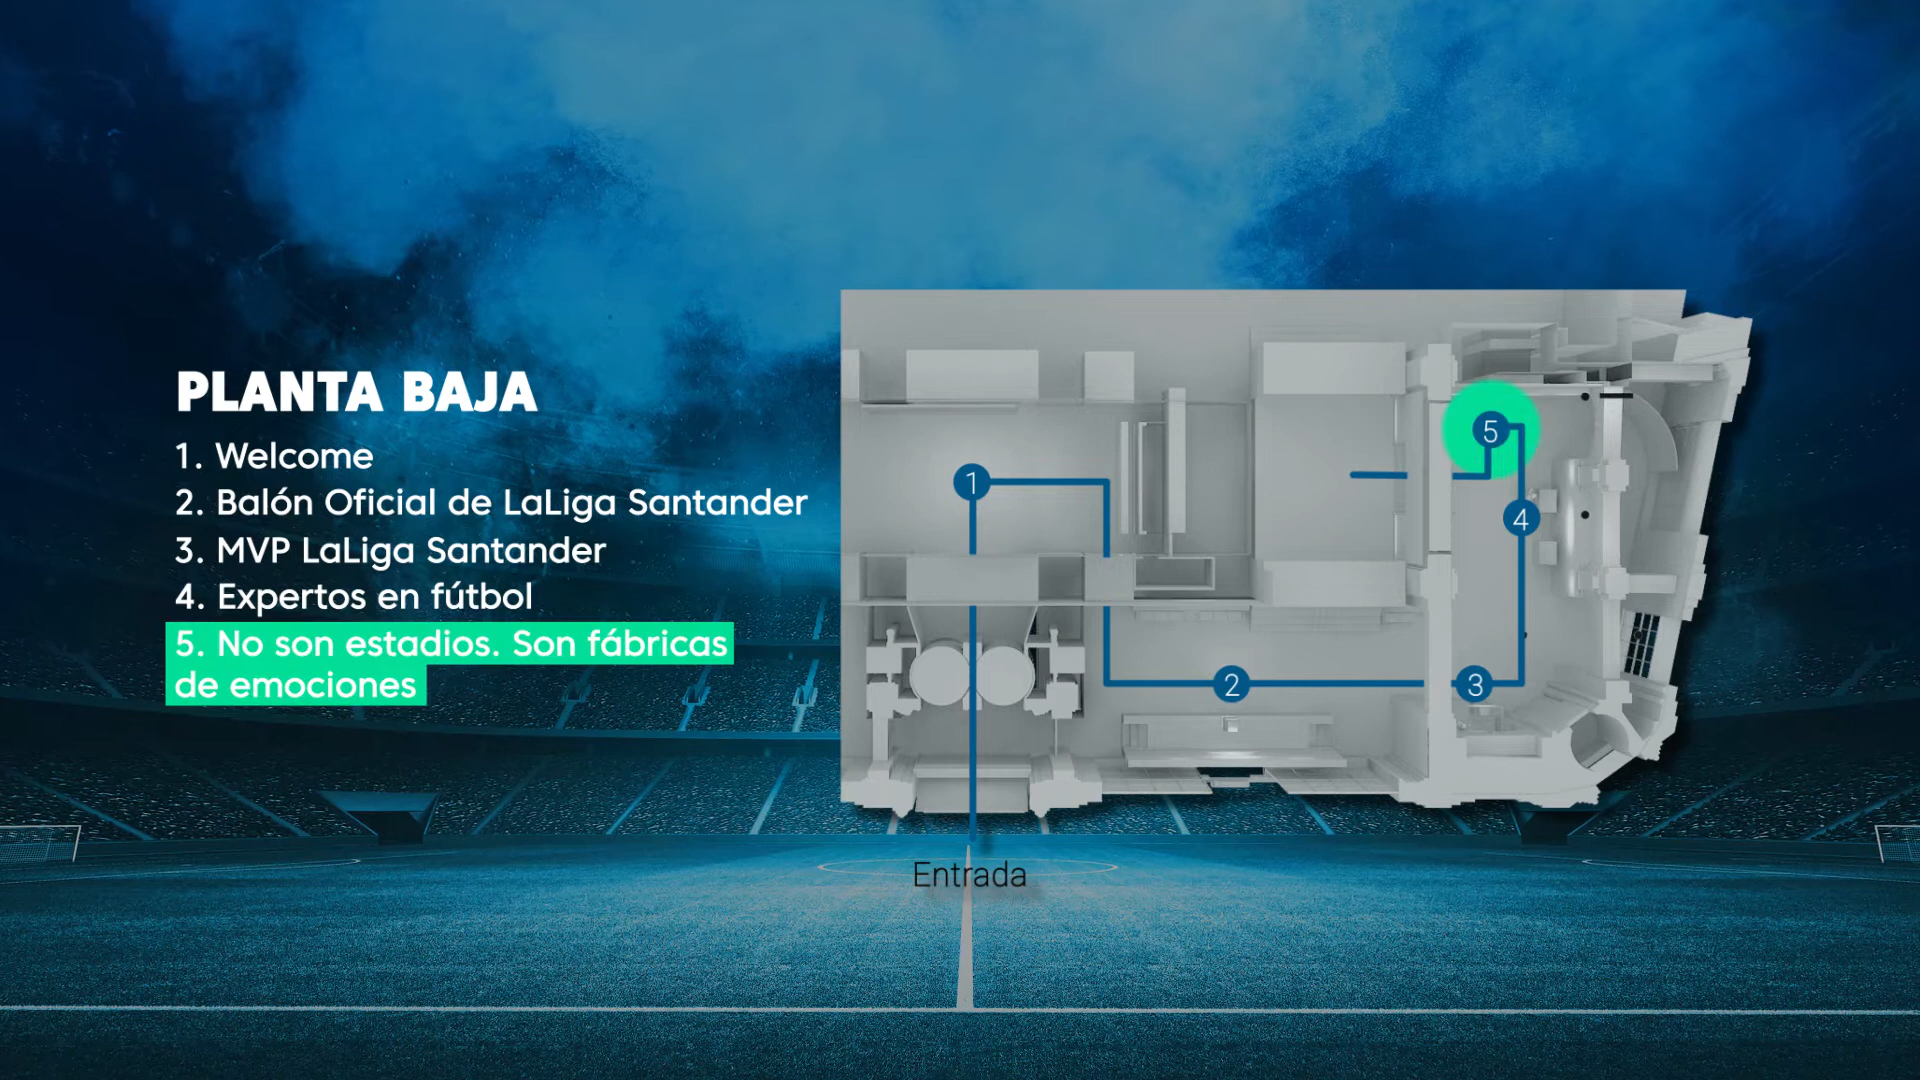 PLANTA BAJA
1. Welcome
2. Balón Oficial de LaLiga Santander
3. MVP LaLiga Santander
4. Expertos en fútbol
5. No son estadios. Son fábricas
de emociones
5
1
4
2
3
Entrada